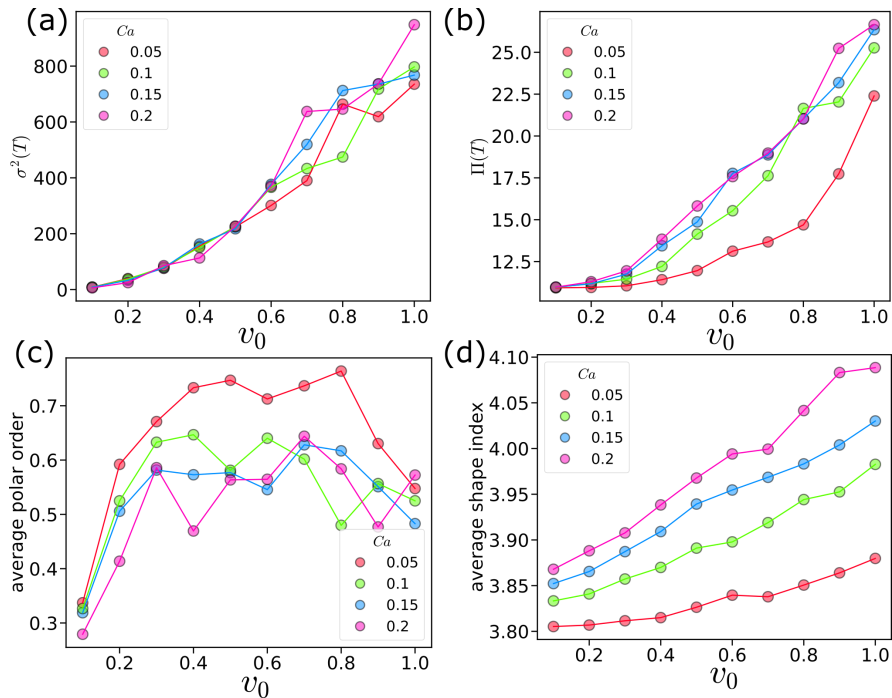 (a)
Ca
0.05
0.1
0.15
0.2
800
600
400
200
0
σ²(T)
0.2 0.4 0.6 0.8 1.0
v₀
(b)
Ca
0.05
0.1
0.15
0.2
25.0
22.5
20.0
17.5
15.0
12.5
Π(T)
0.2 0.4 0.6 0.8 1.0
v₀
(c)
0.7
0.6
0.5
0.4
0.3
average polar order
Ca
0.05
0.1
0.15
0.2
0.2 0.4 0.6 0.8 1.0
v₀
(d)
Ca
0.05
0.1
0.15
0.2
4.10
4.05
4.00
3.95
3.90
3.85
3.80
average shape index
0.2 0.4 0.6 0.8 1.0
v₀